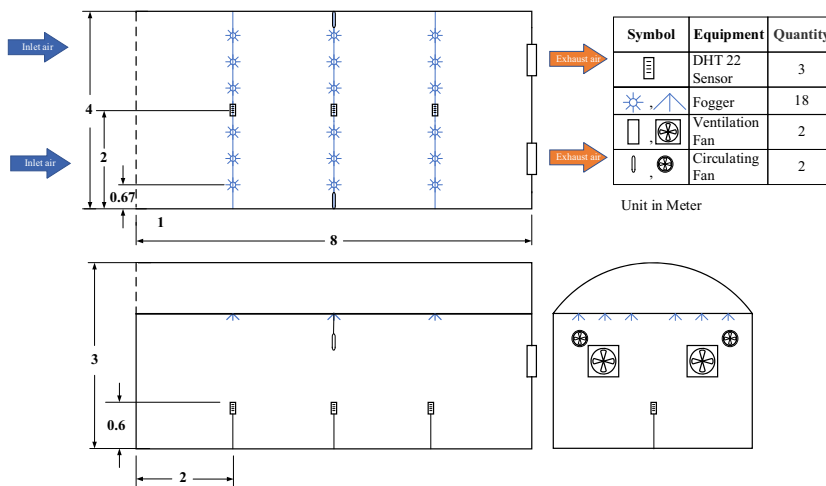 Inlet air
Inlet air
4
2
0.67
1
8
Exhaust air
Exhaust air
Symbol Equipment Quantity
DHT 22
Sensor
3
, Fogger 18
, Ventilation
Fan
2
, Circulating
Fan
2
Unit in Meter
3
0.6
2